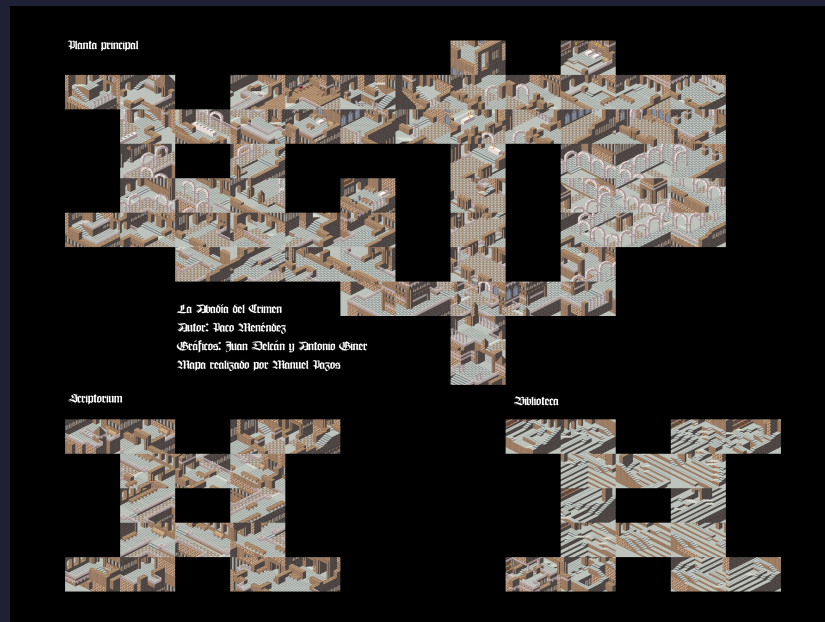 Planta principal
La Abadía del Crimen
Autor: Paco Menéndez
Gráficos: Juan Delcán y Antonio Giner
Mapa realizado por Manuel Pazos
Scriptorium
Biblioteca